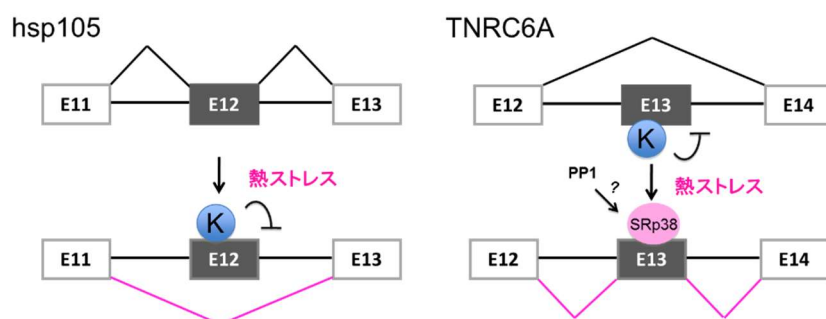 hsp105
E11 E12 E13
熱ストレス
K
E11 E12 E13
TNRC6A
E12 E13 E14
K
PP1 ? 熱ストレス
SRp38
E12 E13 E14